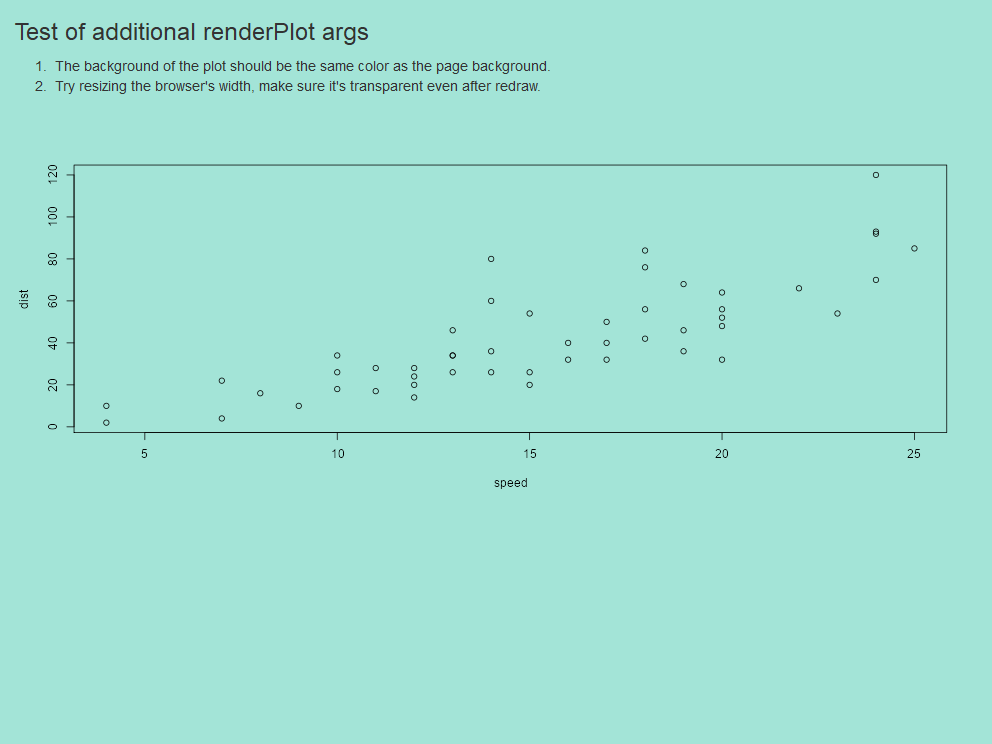 Test of additional renderPlot args
1. The background of the plot should be the same color as the page background.
2. Try resizing the browser's width, make sure it's transparent even after redraw.
120
100
80
60
40
20
0
dist
5 10 15 20 25
speed